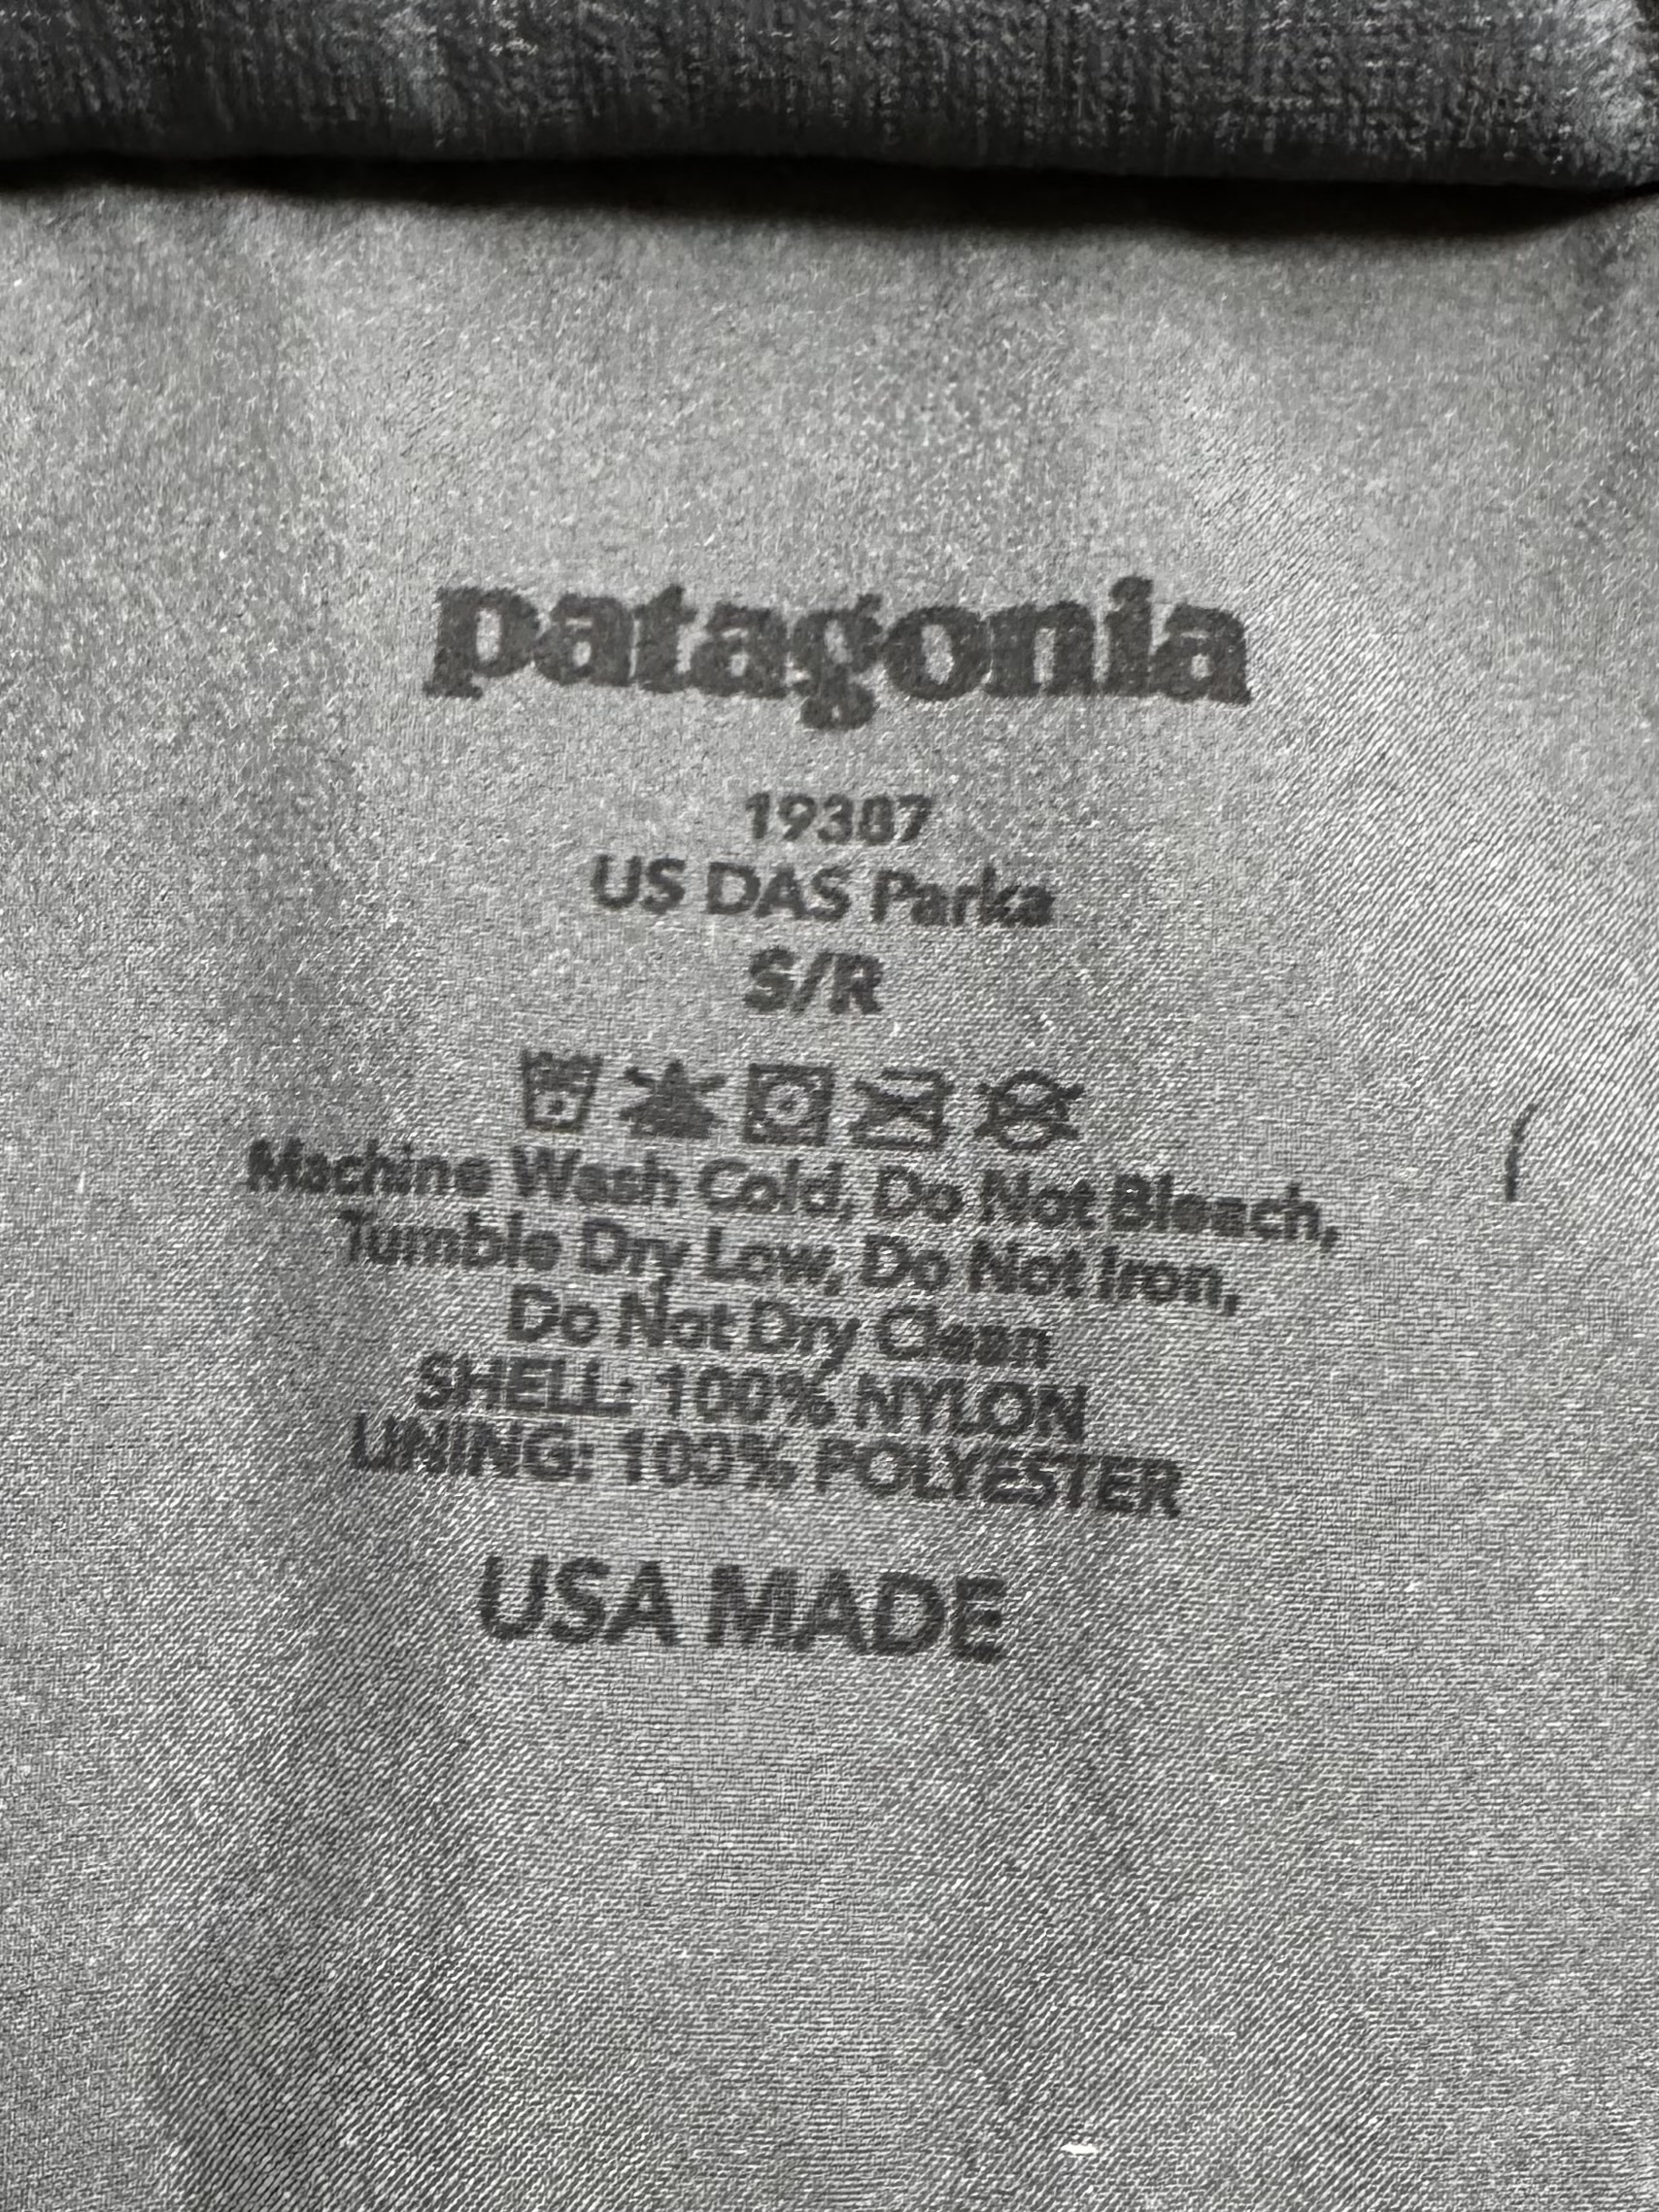 patagonia
19387
US DAS Parka
S/R
Machine Wash Cold, Do Not Bleach,
Tumble Dry Low, Do Not Iron,
Do Not Dry Clean
SHELL: 100% NYLON
LINING: 100% POLYESTER
USA MADE